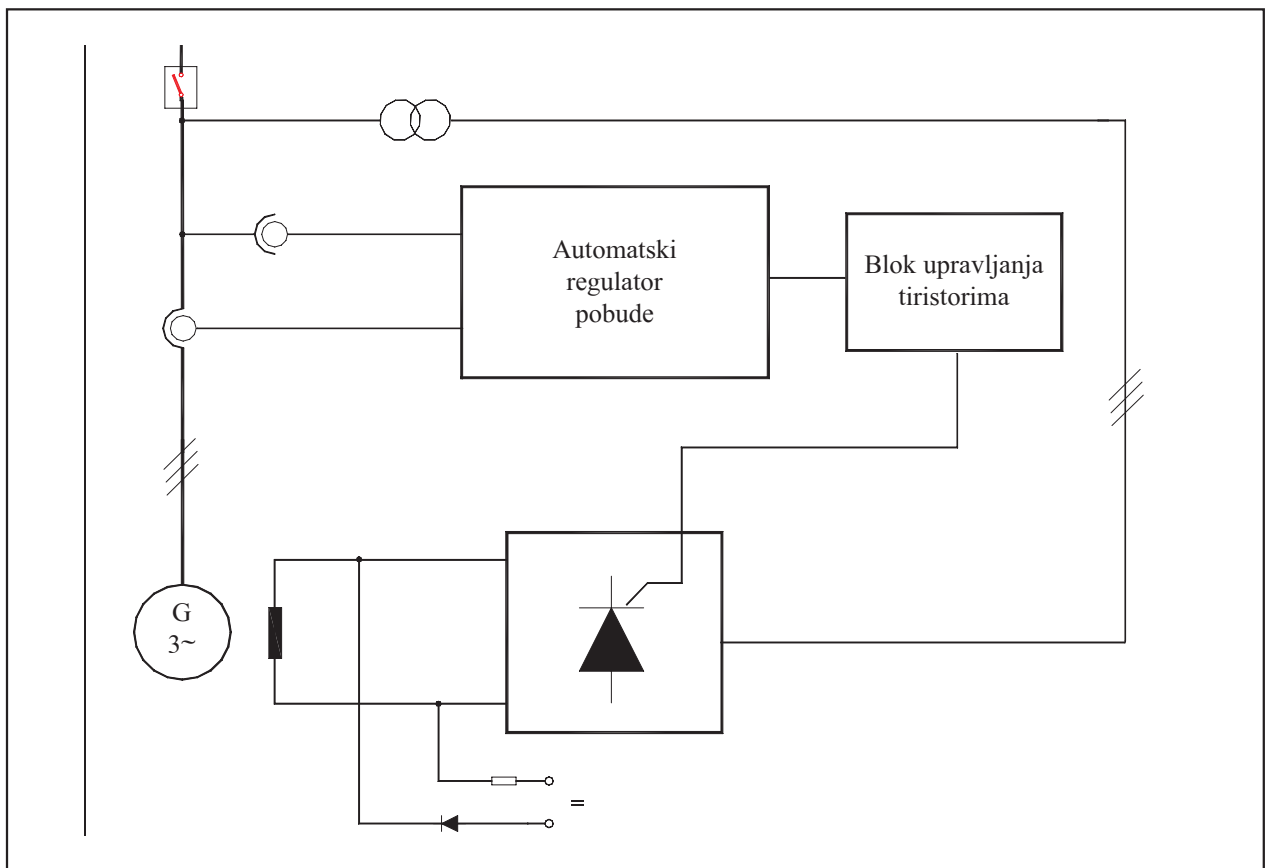 Automatski
regulator
pobude
Blok upravljanja
tiristorima
G
3~
=